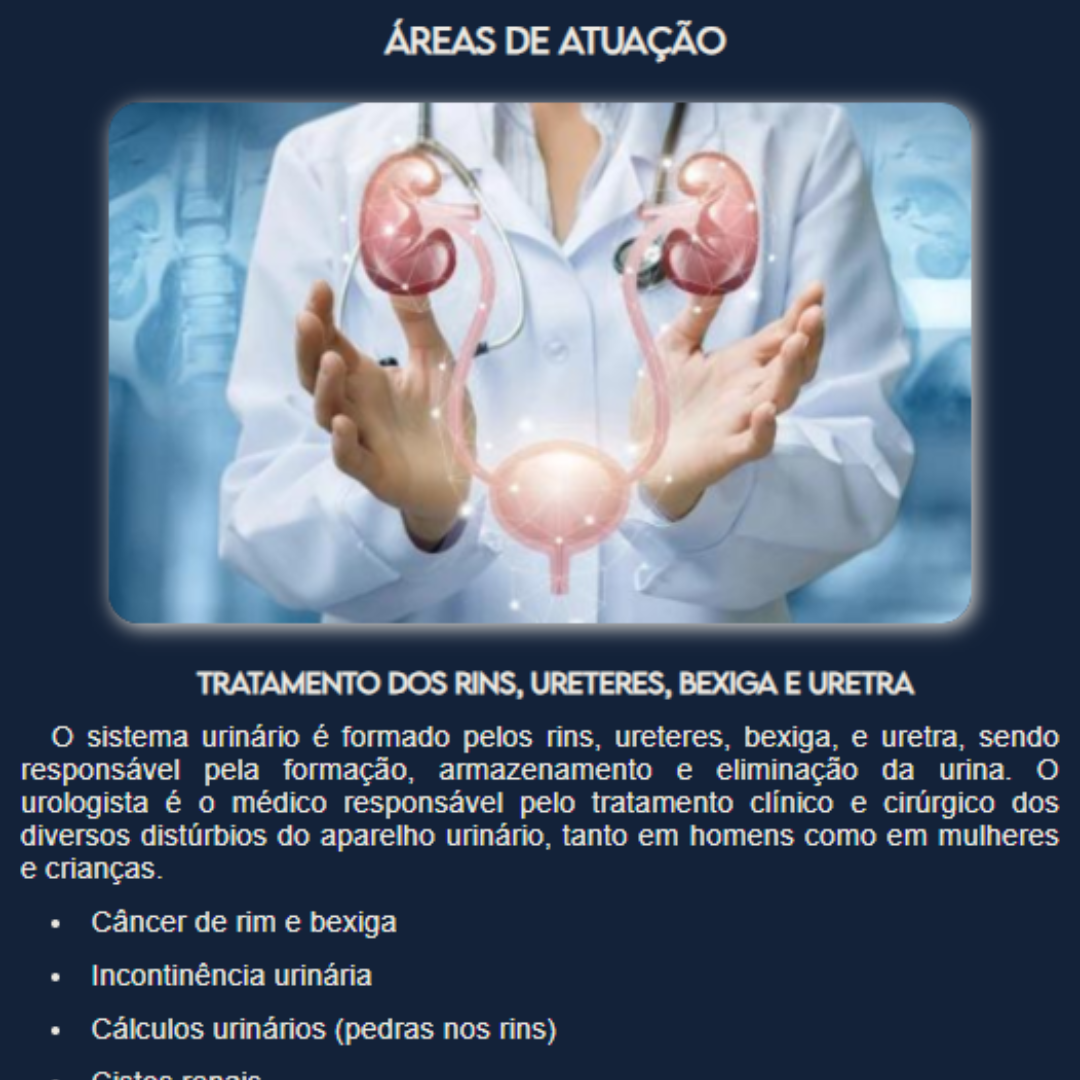 ÁREAS DE ATUAÇÃO
TRATAMENTO DOS RINS, URETERES, BEXIGA E URETRA
O sistema urinário é formado pelos rins, ureteres, bexiga, e uretra, sendo
responsável pela formação, armazenamento e eliminação da urina. O
urologista é o médico responsável pelo tratamento clínico e cirúrgico dos
diversos distúrbios do aparelho urinário, tanto em homens como em mulheres
e crianças.
• Câncer de rim e bexiga
• Incontinência urinária
• Cálculos urinários (pedras nos rins)
• Cistos renais